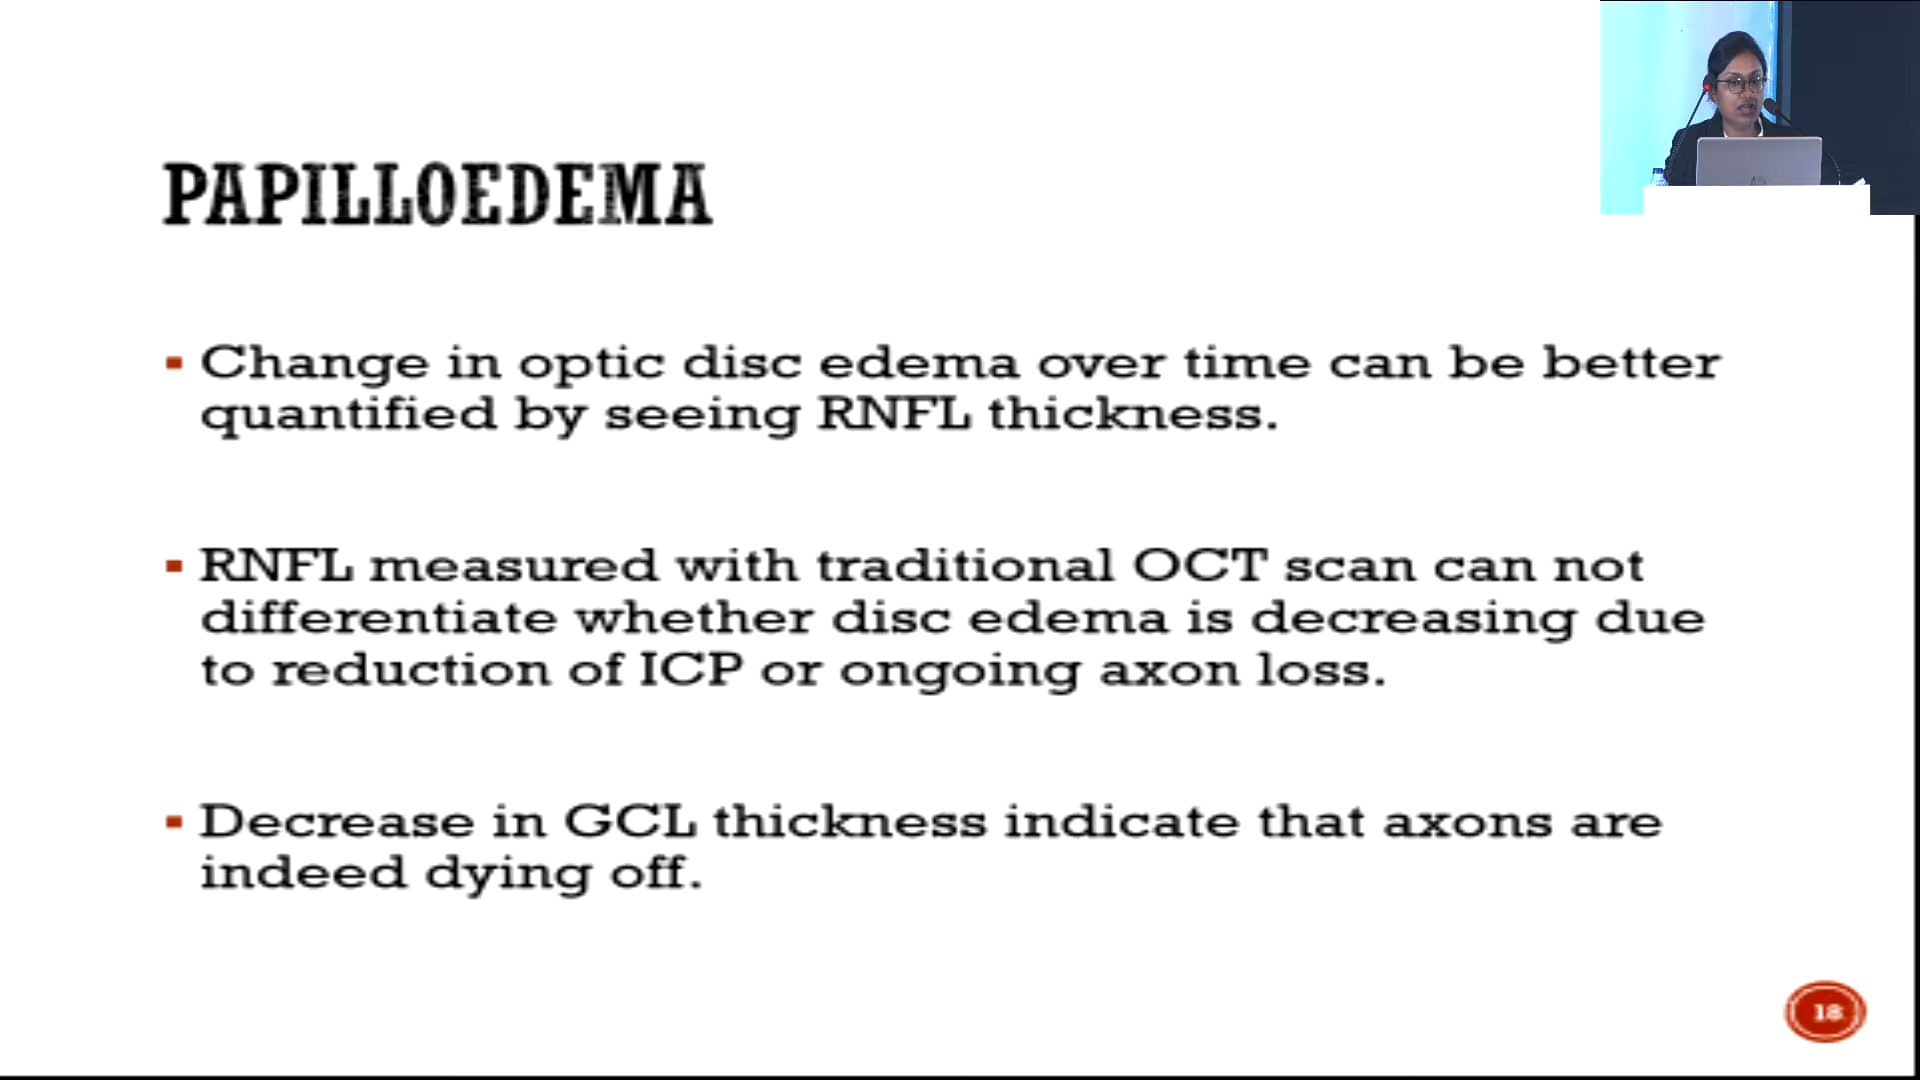 PAPILLOEDEMA
▪ Change in optic disc edema over time can be better
quantified by seeing RNFL thickness.
▪ RNFL measured with traditional OCT scan can not
differentiate whether disc edema is decreasing due
to reduction of ICP or ongoing axon loss.
▪ Decrease in GCL thickness indicate that axons are
indeed dying off.
18